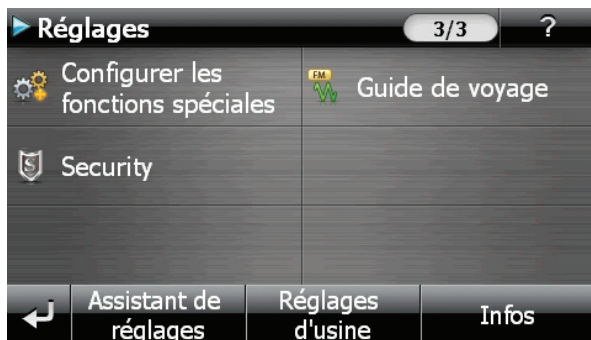 Réglages
3/3
?
Configurer les
fonctions spéciales
FM
Guide de voyage
S
Security
Assistant de
réglages
Réglages
d'usine
Infos